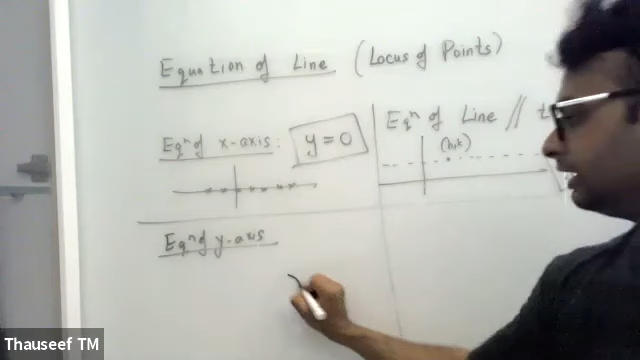 Equation of Line (Locus of Points)
Eqn of x-axis: y = 0
Eqn of Line // t
(h,k)
Eqn of y-axis
Thauseef TM